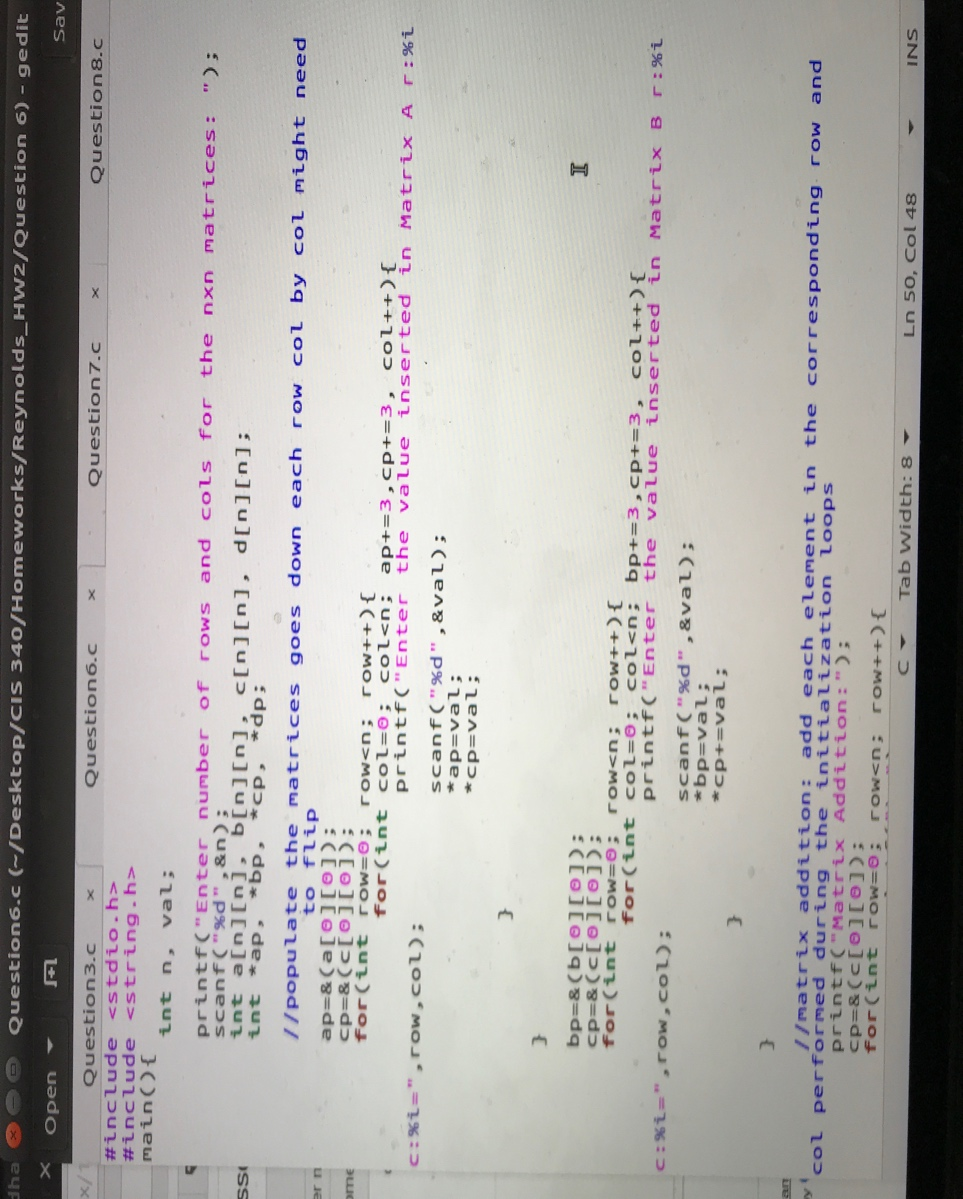 dha
Question6.c (~/Desktop/CIS 340/Homeworks/Reynolds_HW2/Question 6) - gedit
Open
Sav
Question3.c × Question6.c × Question7.c × Question8.c
#include <stdio.h>
#include <string.h>
main(){
int n, val;
printf("Enter number of rows and cols for the nxn matrices: ");
scanf("%d",&n);
int a[n][n], b[n][n], c[n][n], d[n][n];
int *ap, *bp, *cp, *dp;
//populate the matrices goes down each row col by col might need
to flip
ap=&(a[0][0]);
cp=&(c[0][0]);
for(int row=0; row<n; row++){
for(int col=0; col<n; ap+=3,cp+=3, col++){
printf("Enter the value inserted in Matrix A r:%i
c:%i=",row,col);
scanf("%d",&val);
*ap=val;
*cp=val;
}
}
bp=&(b[0][0]);
cp=&(c[0][0]);
for(int row=0; row<n; row++){
for(int col=0; col<n; bp+=3,cp+=3, col++){
printf("Enter the value inserted in Matrix B r:%i
c:%i=",row,col);
scanf("%d",&val);
*bp=val;
*cp+=val;
}
}
//matrix addition: add each element in the corresponding row and
col performed during the initialization loops
printf("Matrix Addition:");
cp=&(c[0][0]);
for(int row=0; row<n; row++){
C Tab Width: 8 Ln 50, Col 48 INS